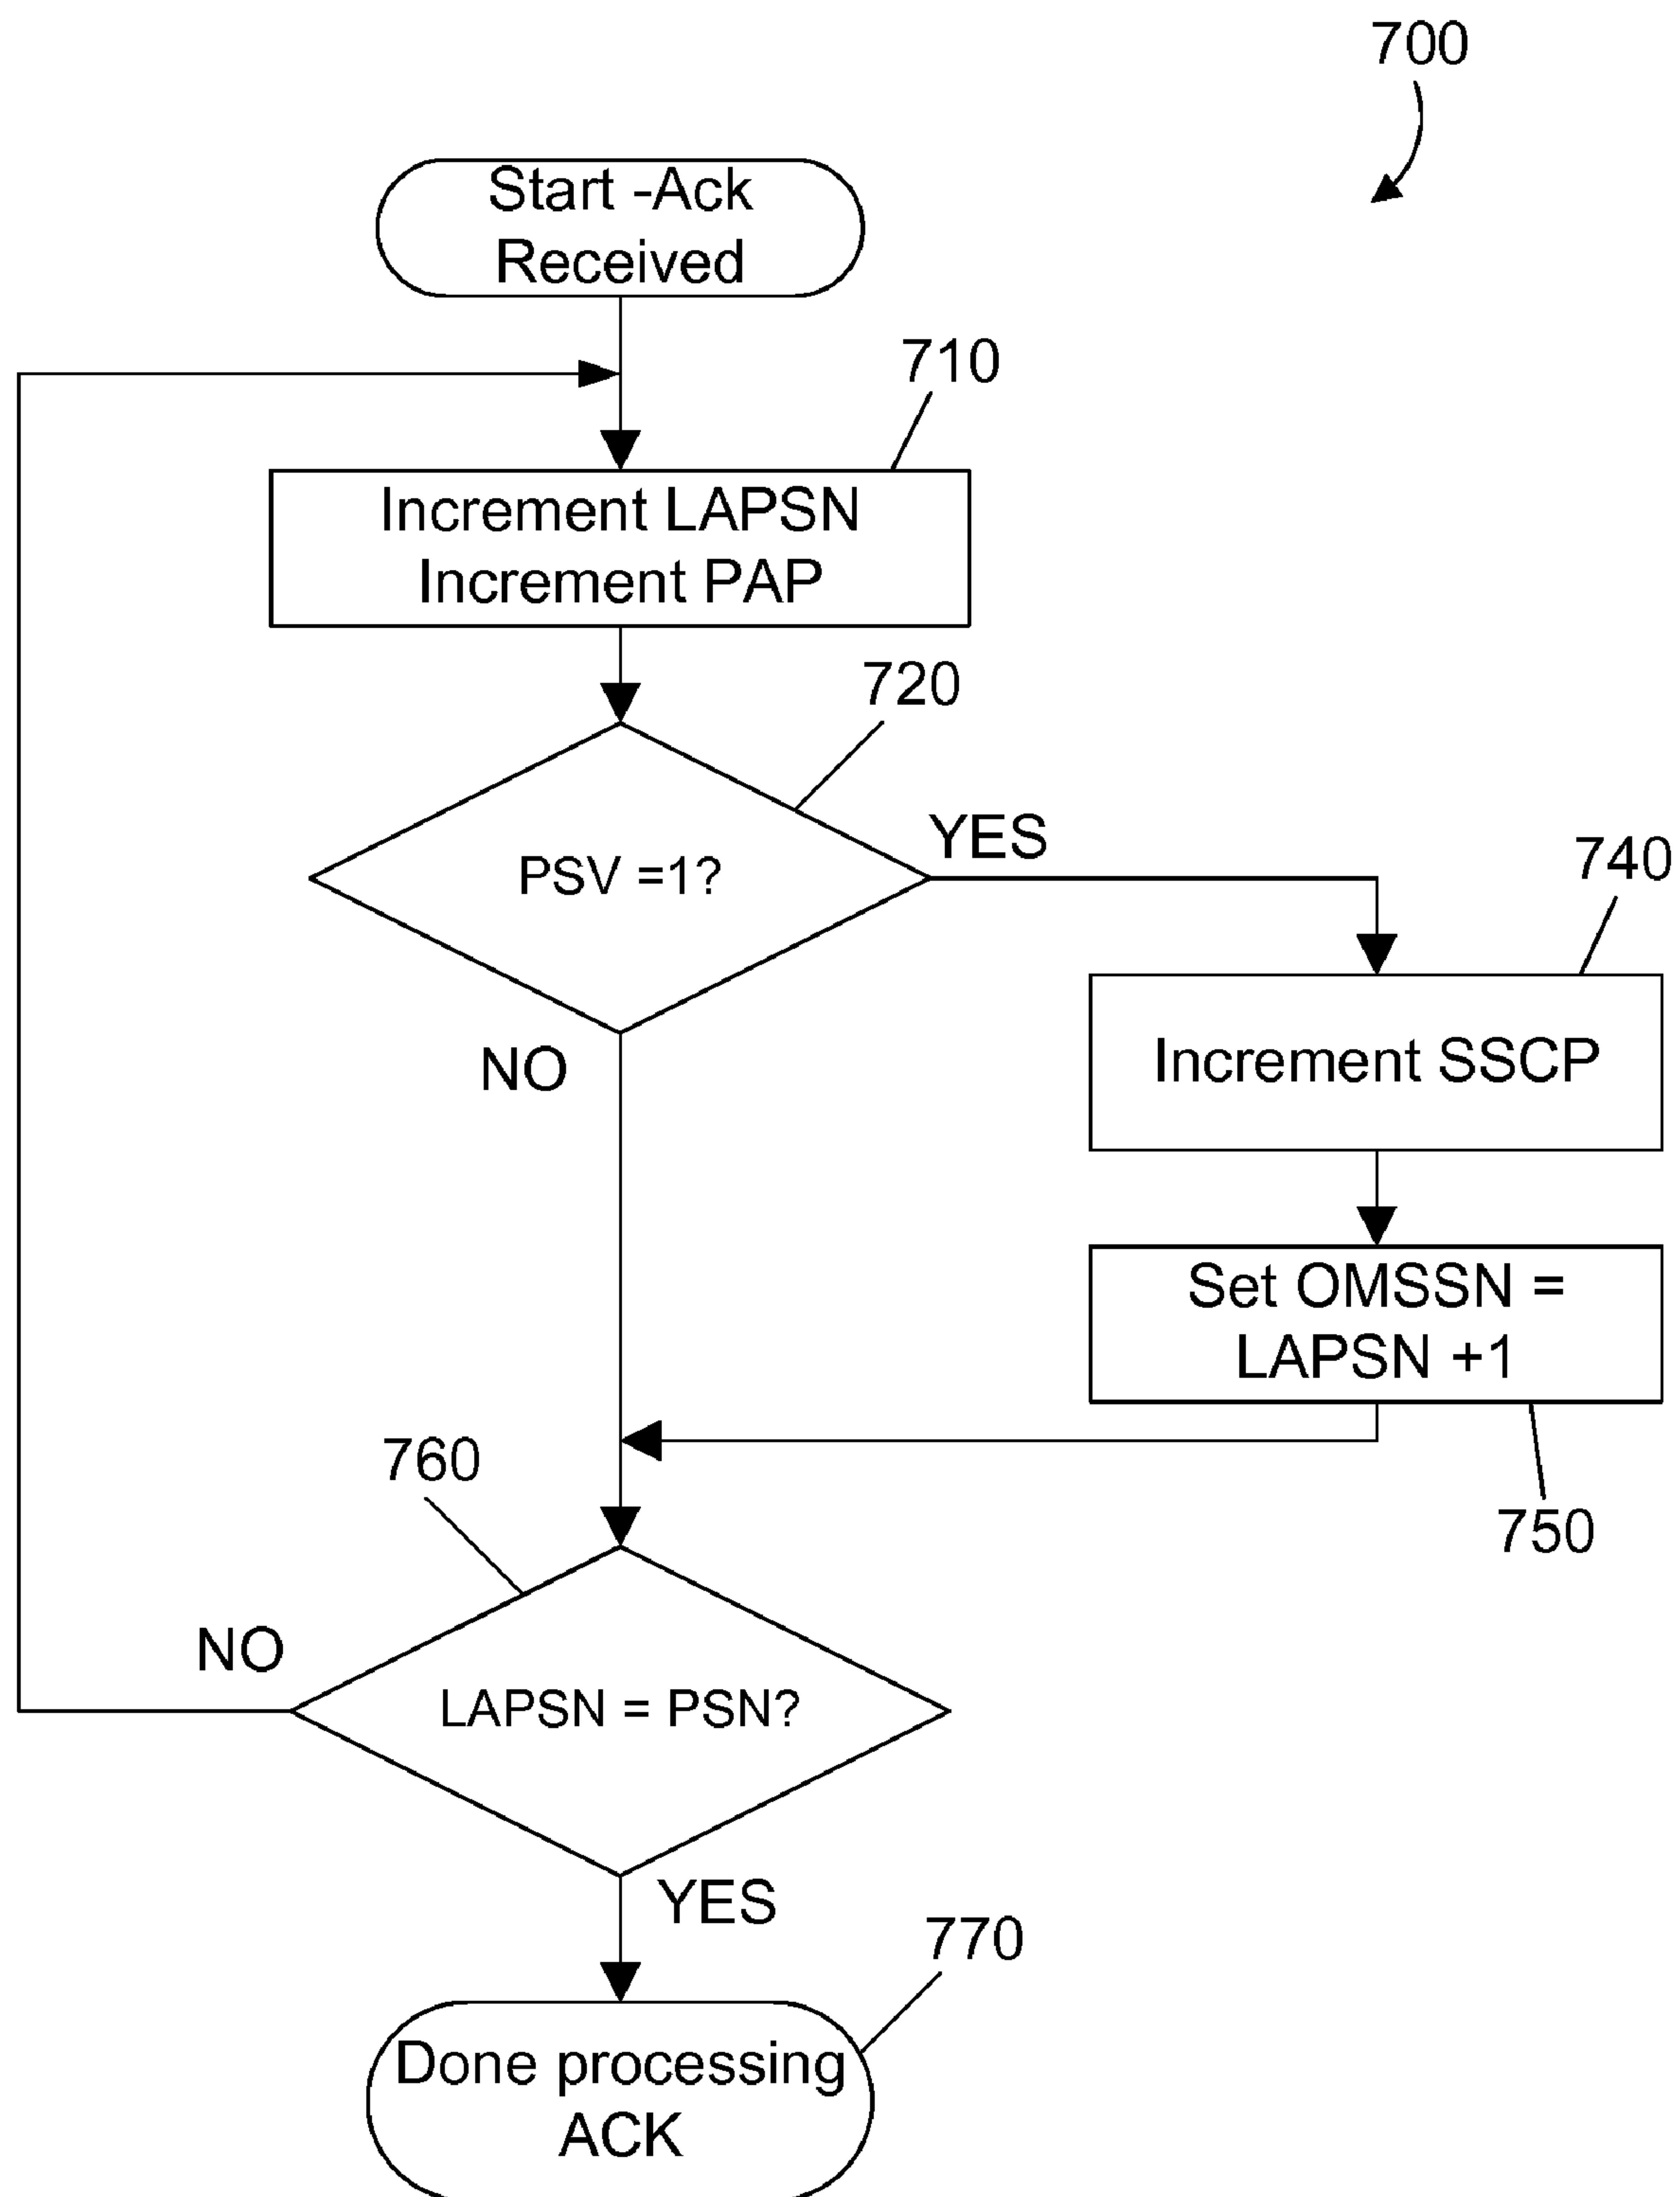 700
Start -Ack
Received
710
Increment LAPSN
Increment PAP
720
PSV =1?
YES
NO
740
Increment SSCP
Set OMSSN =
LAPSN +1
750
760
LAPSN = PSN?
NO
YES
770
Done processing
ACK